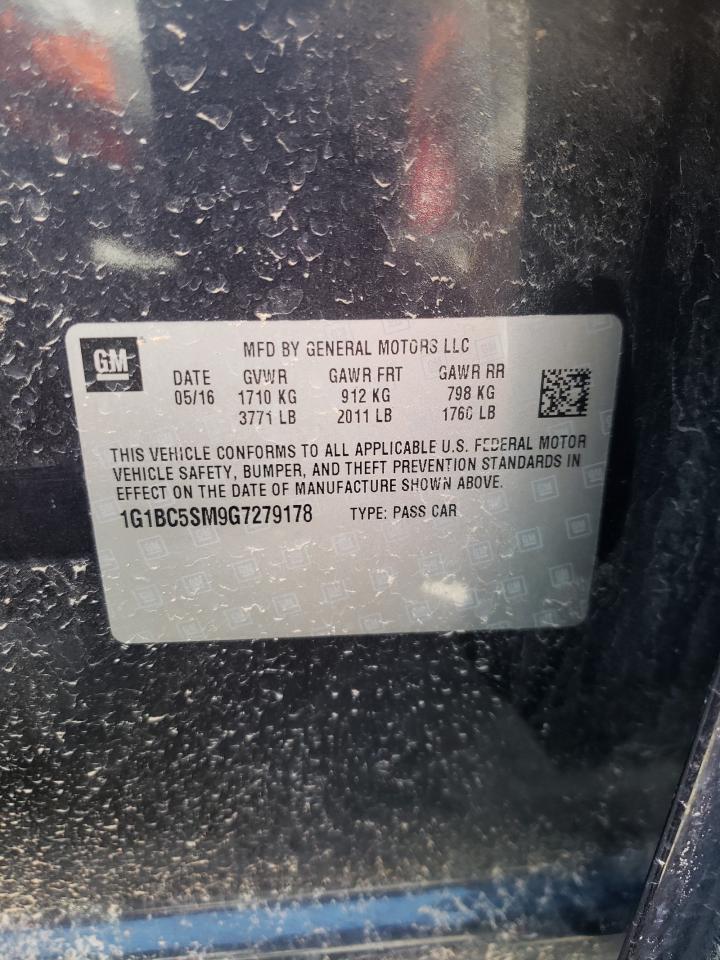 GM
MFD BY GENERAL MOTORS LLC
DATE GVWR GAWR FRT GAWR RR
05/16 1710 KG 912 KG 798 KG
3771 LB 2011 LB 1760 LB
THIS VEHICLE CONFORMS TO ALL APPLICABLE U.S. FEDERAL MOTOR
VEHICLE SAFETY, BUMPER, AND THEFT PREVENTION STANDARDS IN
EFFECT ON THE DATE OF MANUFACTURE SHOWN ABOVE.
1G1BC5SM9G7279178 TYPE: PASS CAR